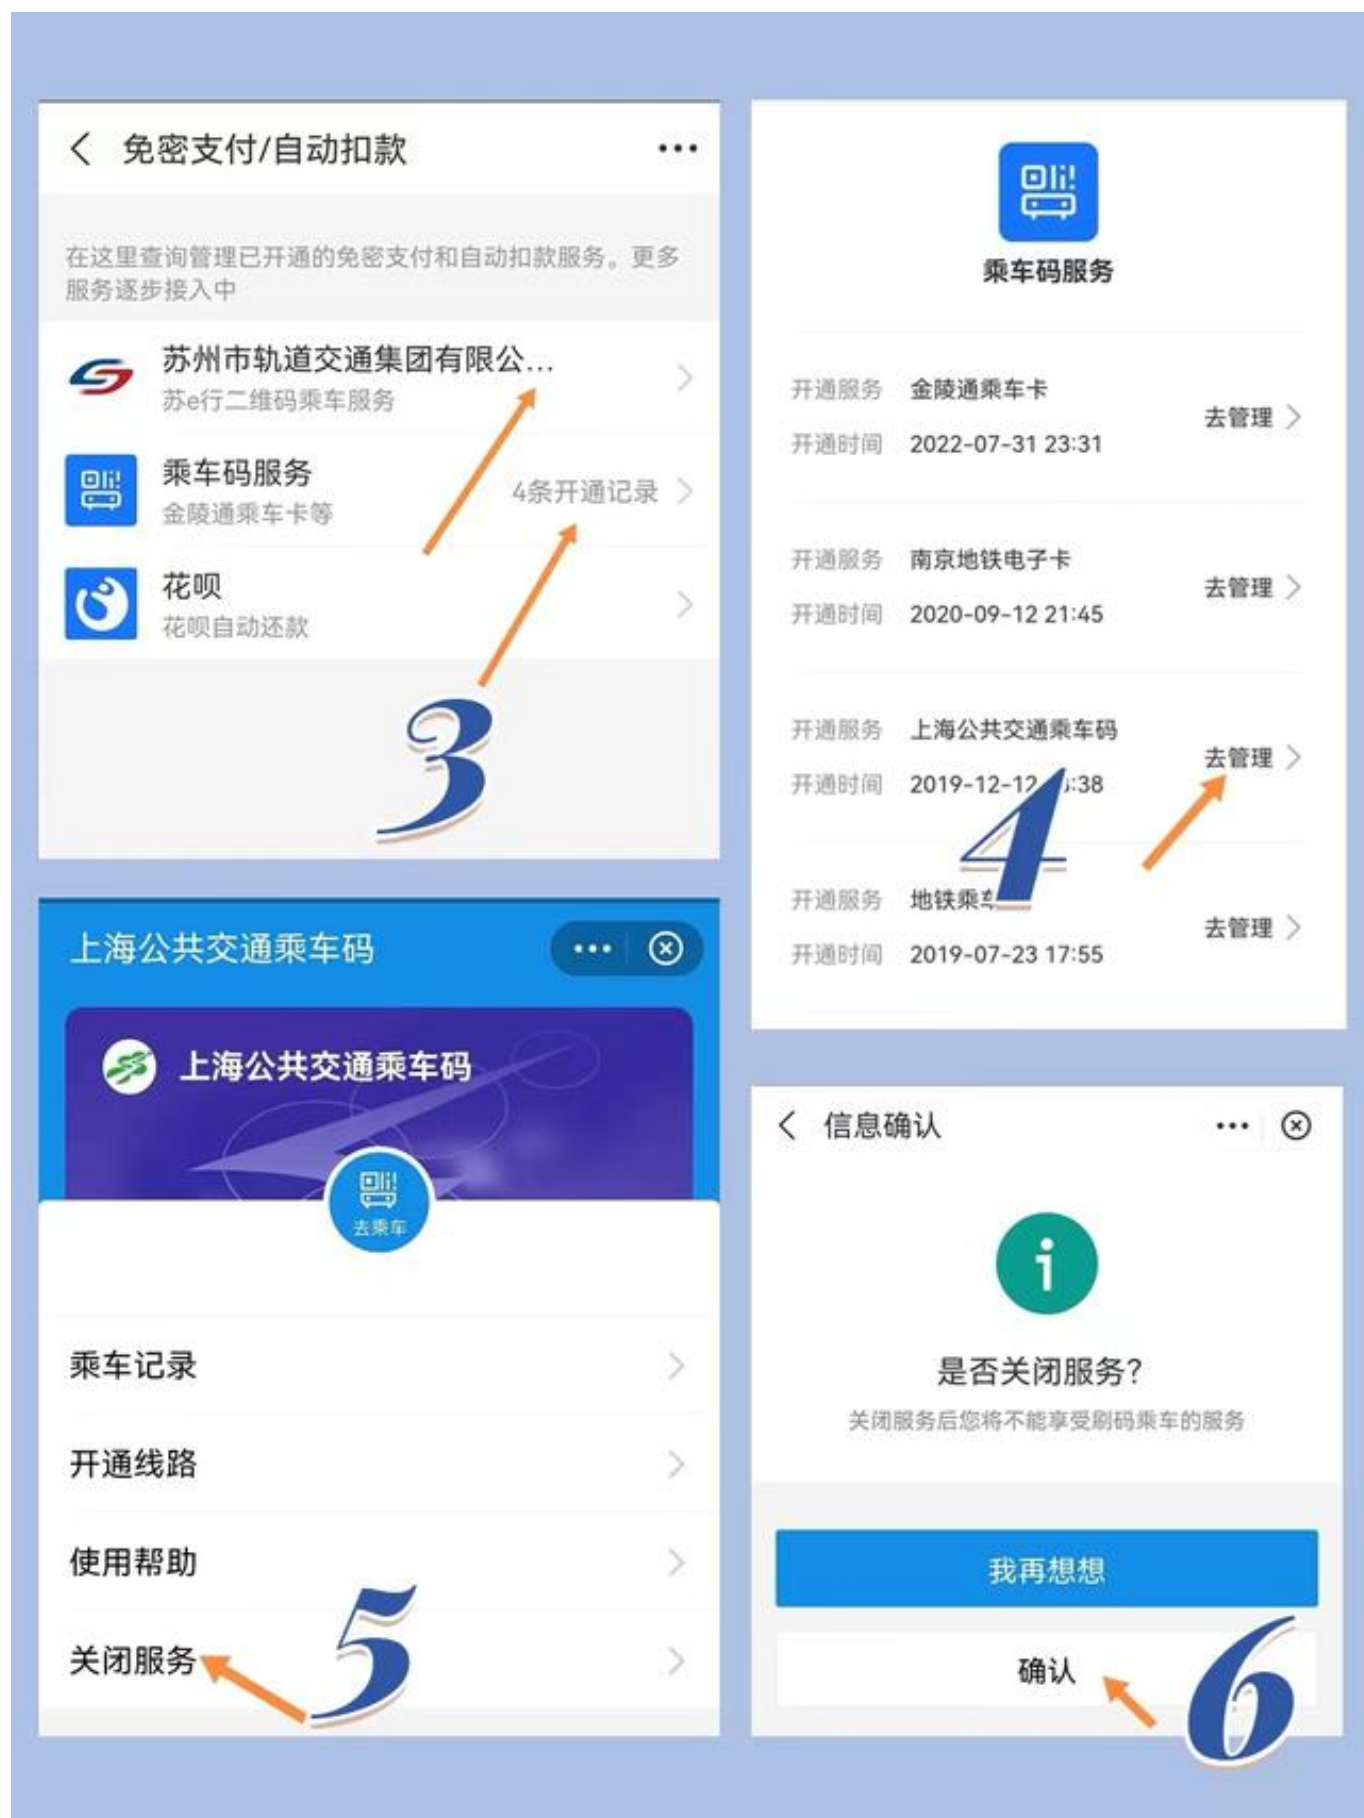 免密支付/自动扣款
在这里查询管理已开通的免密支付和自动扣款服务。更多
服务逐步接入中
苏州市轨道交通集团有限公...
苏e行二维码乘车服务
乘车码服务
4条开通记录
金陵通乘车卡等
花呗
花呗自动还款
3
乘车码服务
开通服务 金陵通乘车卡
去管理
开通时间 2022-07-31 23:31
开通服务 南京地铁电子卡
去管理
开通时间 2020-09-12 21:45
开通服务 上海公共交通乘车码
去管理
开通时间 2019-12-12 :38
4
开通服务 地铁乘
去管理
开通时间 2019-07-23 17:55
上海公共交通乘车码
上海公共交通乘车码
去乘车
乘车记录
开通线路
使用帮助
关闭服务
5
信息确认
是否关闭服务?
关闭服务后您将不能享受刷码乘车的服务
我再想想
确认
6